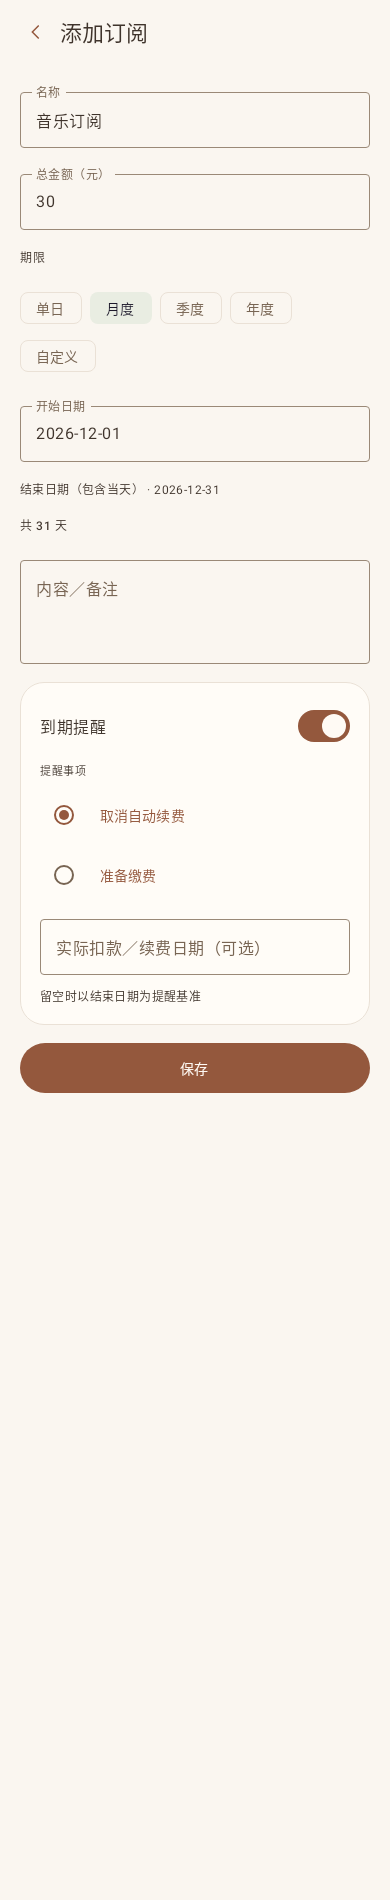 添加订阅
名称
音乐订阅
总金额（元）
30
期限
单日 月度 季度 年度
自定义
开始日期
2026-12-01
结束日期（包含当天） · 2026-12-31
共 31 天
内容／备注
到期提醒
提醒事项
取消自动续费
准备缴费
实际扣款／续费日期（可选）
留空时以结束日期为提醒基准
保存